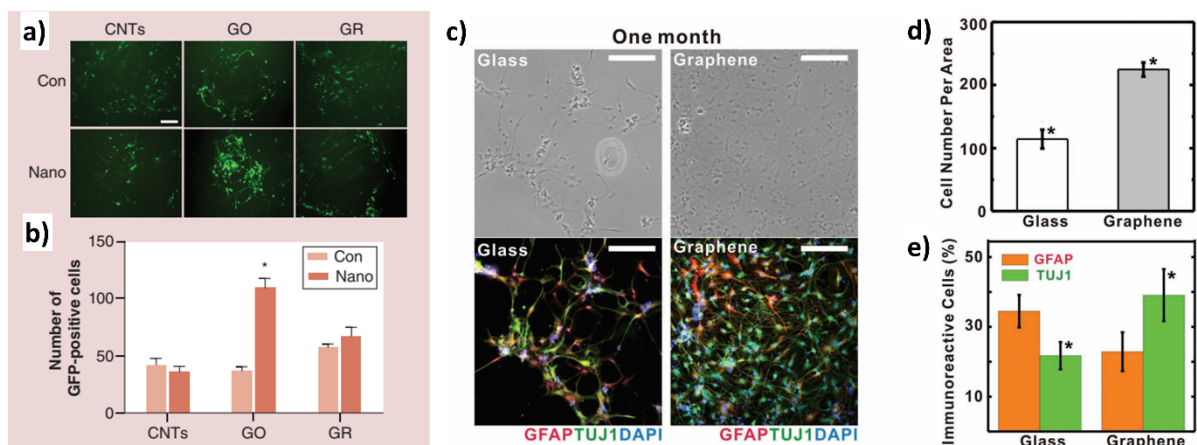 a)
CNTs GO GR
Con
Nano
b)
Number of
GFP-positive cells
150
100
50
0
Con
Nano
*
CNTs GO GR
c)
One month
Glass Graphene
Glass Graphene
GFAPTUJ1DAPI GFAPTUJ1DAPI
d)
Cell Number Per Area
300
200
100
0
* *
Glass Graphene
e)
Immunoreactive Cells (%)
50
30
10
GFAP
TUJ1
* *
Glass Graphene